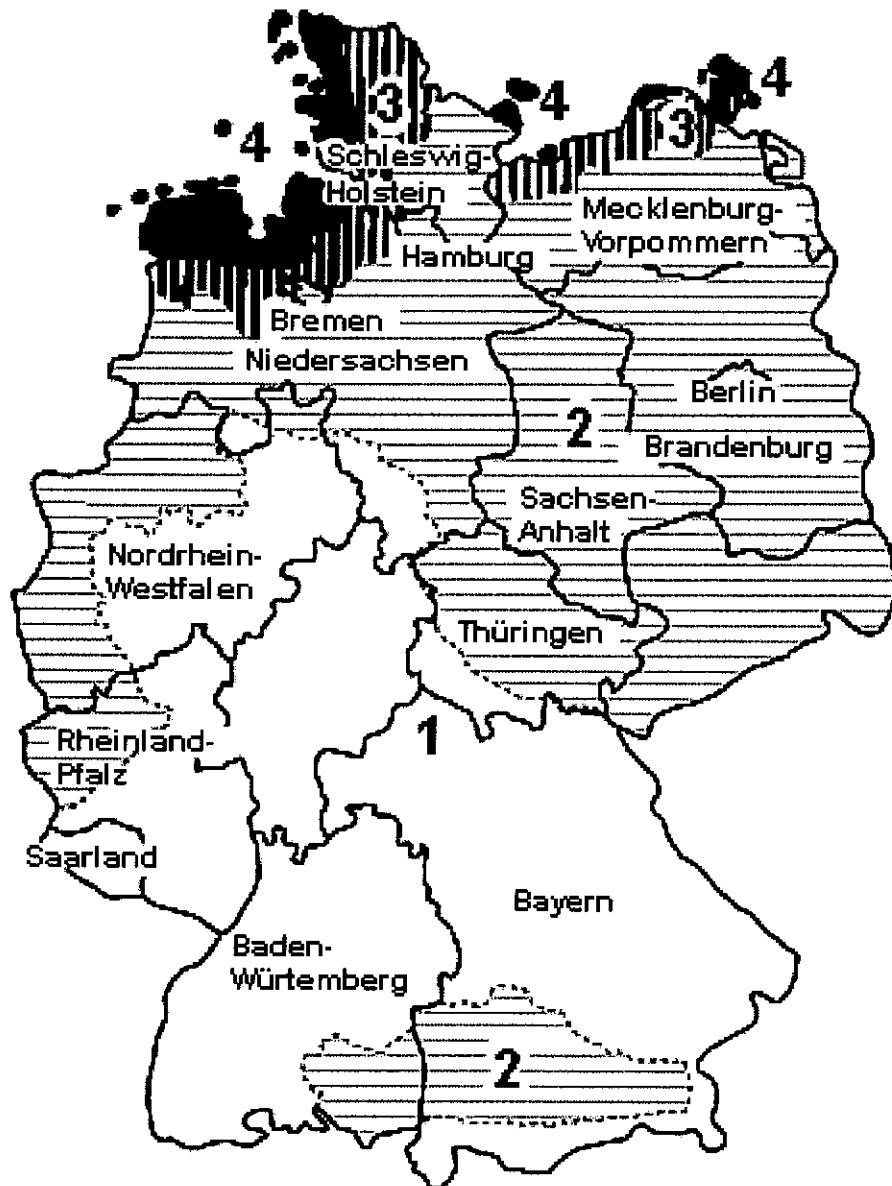 4
3
4
4
3
Schleswig-
Holstein
Mecklenburg-
Vorpommern
Hamburg
Bremen
Niedersachsen
Berlin
2
Brandenburg
Sachsen-
Anhalt
Nordrhein-
Westfalen
Thüringen
1
Rheinland-
Pfalz
Saarland
Bayern
Baden-
Würtemberg
2